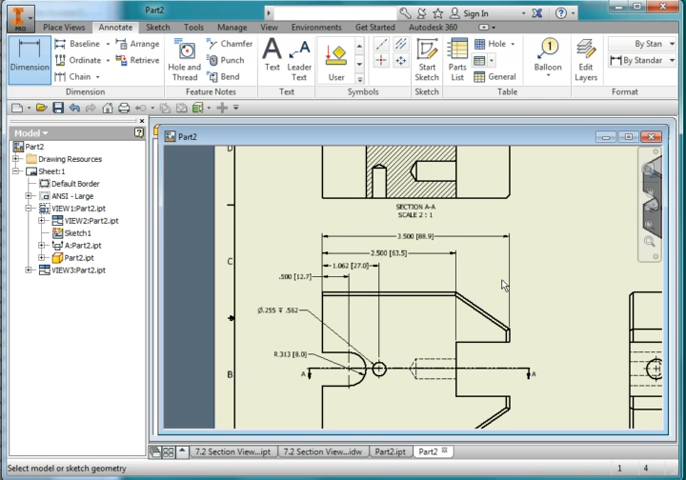 Part2
Sign In
PRO
Place Views Annotate Sketch Tools Manage View Environments Get Started Autodesk 360
Dimension
Baseline
Ordinate
Chain
Arrange
Retrieve
Dimension
Hole and Thread
Chamfer
Punch
Bend
Feature Notes
Text
Leader Text
Text
User
Symbols
Start Sketch
Sketch
Parts List
Hole
General
Table
Balloon
Edit Layers
By Stan
By Standar
Format
Model
Part2
Drawing Resources
Sheet:1
Default Border
ANSI - Large
VIEW1:Part2.ipt
VIEW2:Part2.ipt
Sketch1
A:Part2.ipt
Part2.ipt
VIEW3:Part2.ipt
Part2
D
SECTION A-A
SCALE 2 : 1
3.500 [88.9]
2.500 [63.5]
C
1.062 [27.0]
.500 [12.7]
Ø.255 ↧ .562
R.313 [8.0]
A A
B
7.2 Section View...ipt 7.2 Section View...idw Part2.ipt Part2
Select model or sketch geometry
1 4